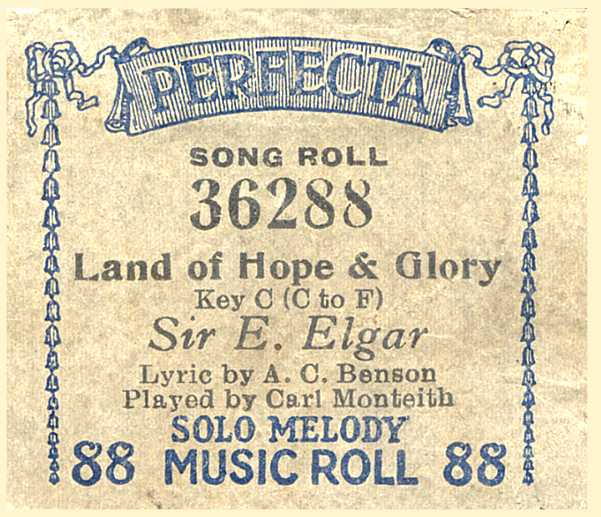 PERFECTA
SONG ROLL
36288
Land of Hope & Glory
Key C (C to F)
Sir E. Elgar
Lyric by A. C. Benson
Played by Carl Monteith
SOLO MELODY
88 MUSIC ROLL 88